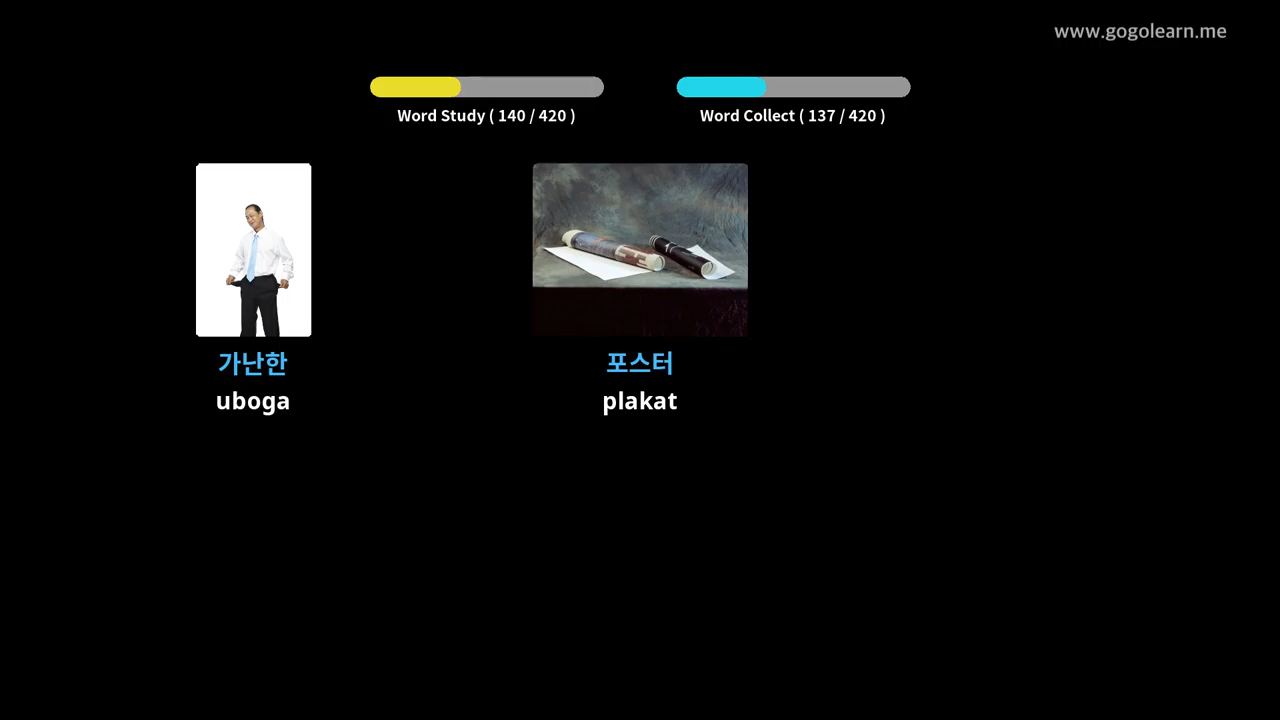 www.gogolearn.me
Word Study ( 140 / 420 )
Word Collect ( 137 / 420 )
가난한
uboga
포스터
plakat